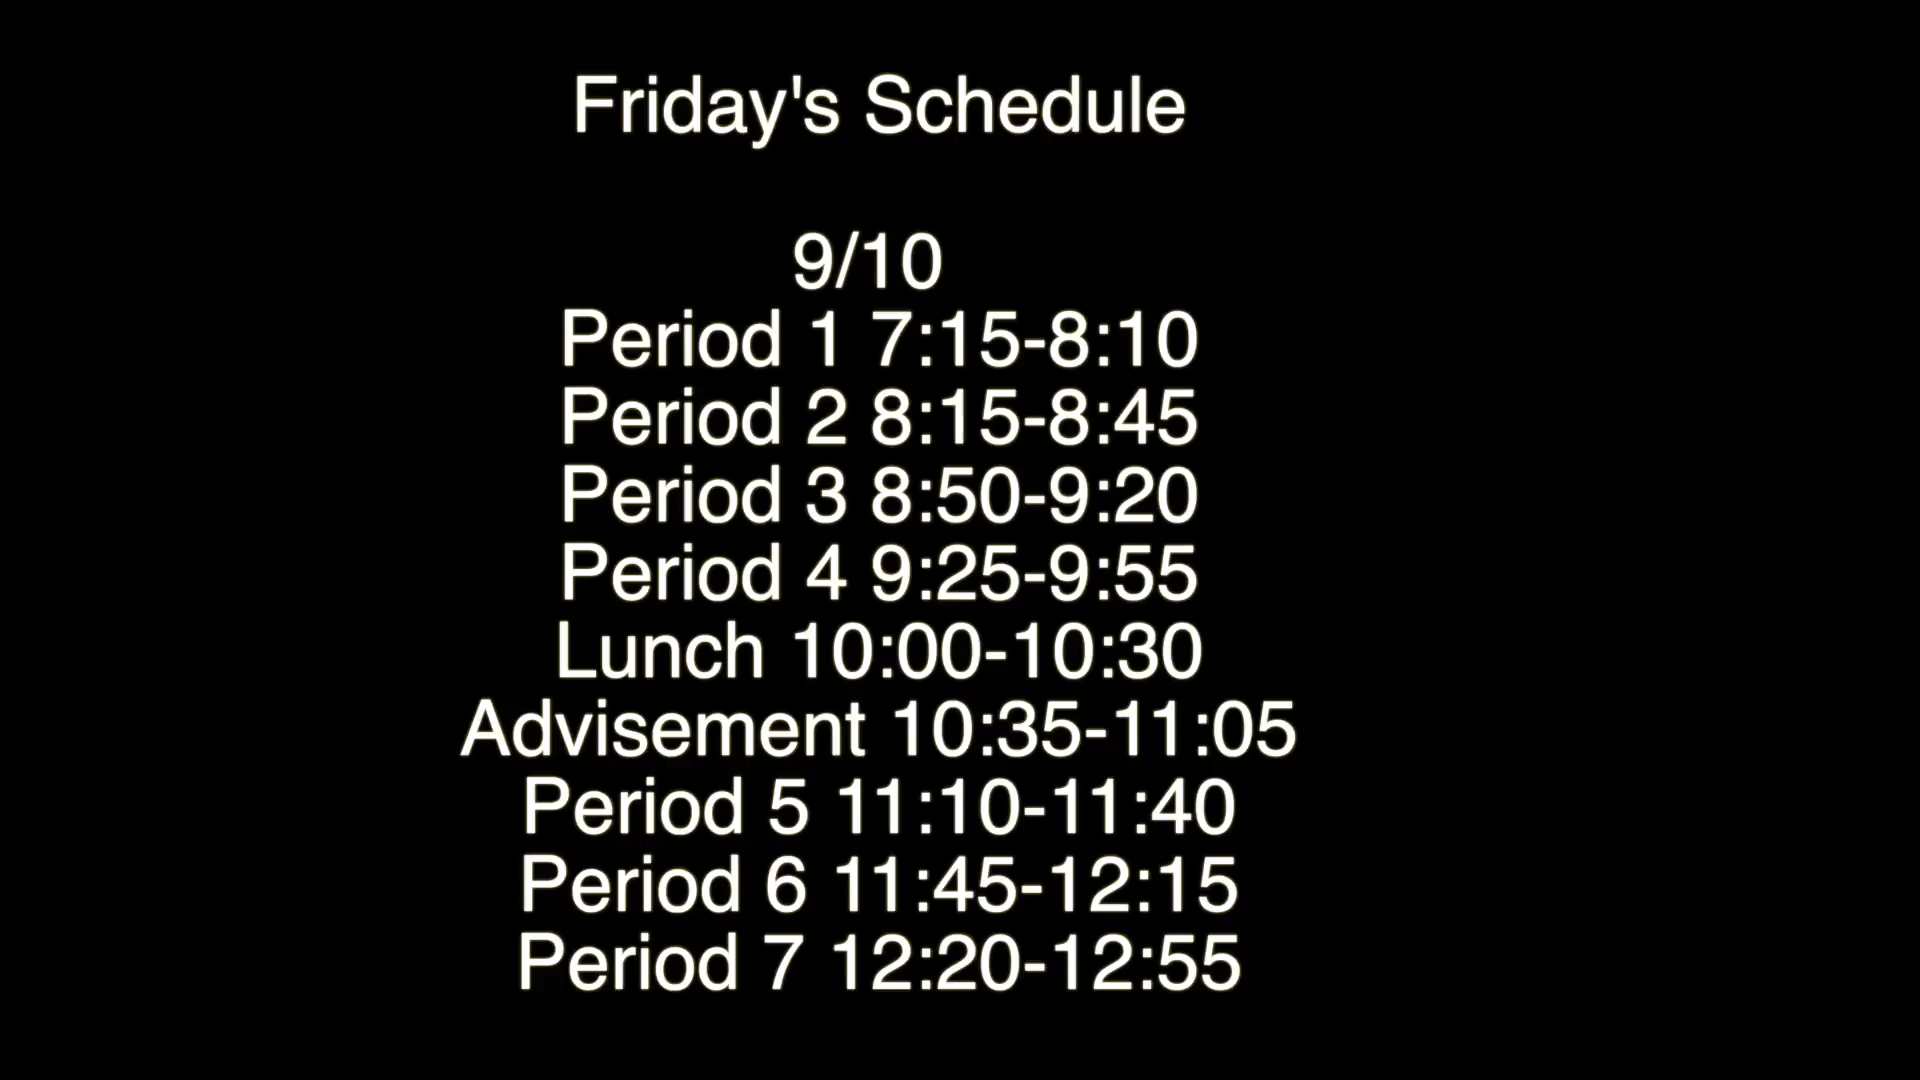 Friday's Schedule
9/10
Period 1 7:15-8:10
Period 2 8:15-8:45
Period 3 8:50-9:20
Period 4 9:25-9:55
Lunch 10:00-10:30
Advisement 10:35-11:05
Period 5 11:10-11:40
Period 6 11:45-12:15
Period 7 12:20-12:55